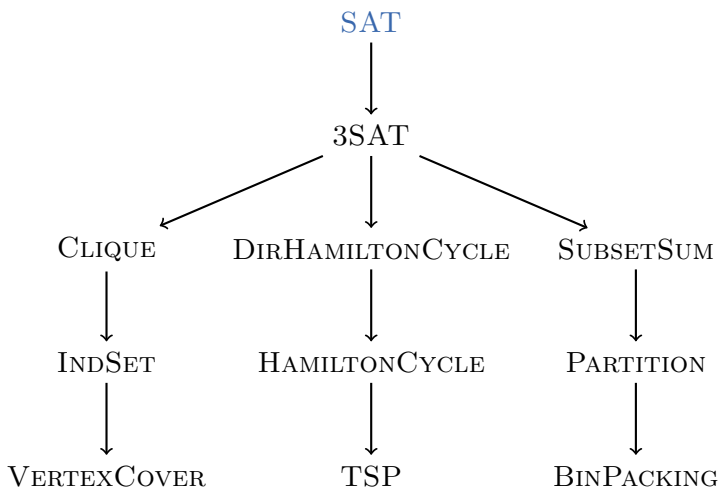 SAT
3SAT
CLIQUE DIRHAMILTONCYCLE SUBSETSUM
INDSET HAMILTONCYCLE PARTITION
VERTEXCOVER TSP BINPACKING